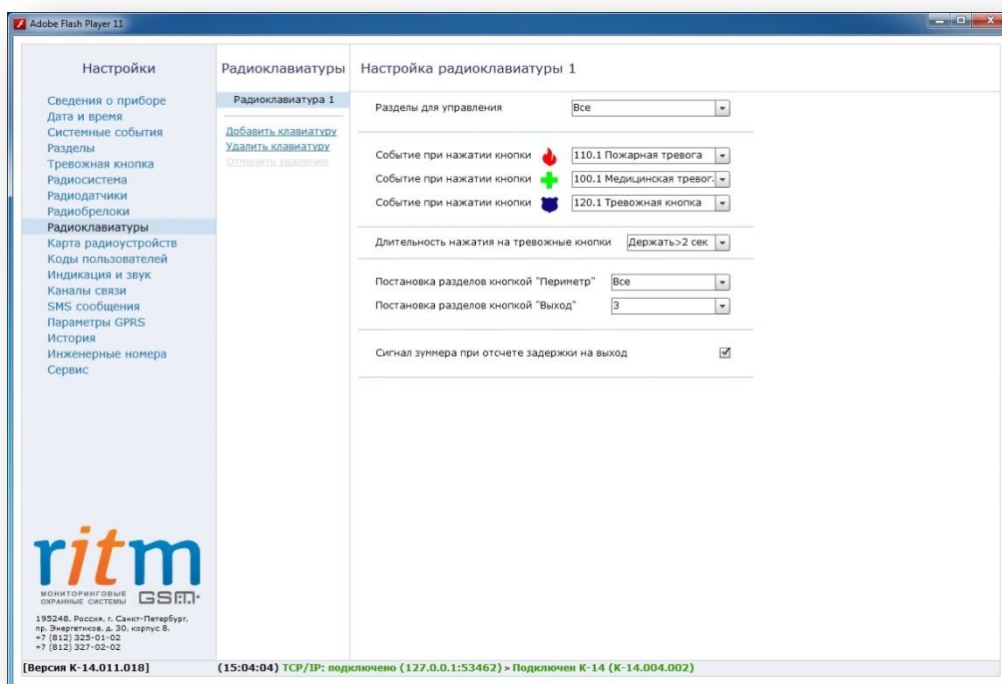 Adobe Flash Player 11
Настройки
Сведения о приборе
Дата и время
Системные события
Разделы
Тревожная кнопка
Радиосистема
Радиодатчики
Радиобрелоки
Радиоклавиатуры
Карта радиоустройств
Коды пользователей
Индикация и звук
Каналы связи
SMS сообщения
Параметры GPRS
История
Инженерные номера
Сервис
ritm
МОНИТОРИНГОВЫЕ
ОХРАННЫЕ СИСТЕМЫ GSM
195248, Россия, г. Санкт-Петербург,
пр. Энергетиков, д. 30, корпус 8.
+7 (812) 325-01-02
+7 (812) 327-02-02
Радиоклавиатуры
Радиоклавиатура 1
Добавить клавиатуру
Удалить клавиатуру
Отменить удаление
Настройка радиоклавиатуры 1
Разделы для управления Все
Событие при нажатии кнопки 110.1 Пожарная тревога
Событие при нажатии кнопки 100.1 Медицинская тревог
Событие при нажатии кнопки 120.1 Тревожная кнопка
Длительность нажатия на тревожные кнопки Держать>2 сек
Постановка разделов кнопкой "Периметр" Все
Постановка разделов кнопкой "Выход" 3
Сигнал зуммера при отсчете задержки на выход
[Версия К-14.011.018] (15:04:04) TCP/IP: подключено (127.0.0.1:53462) > Подключен К-14 (К-14.004.002)